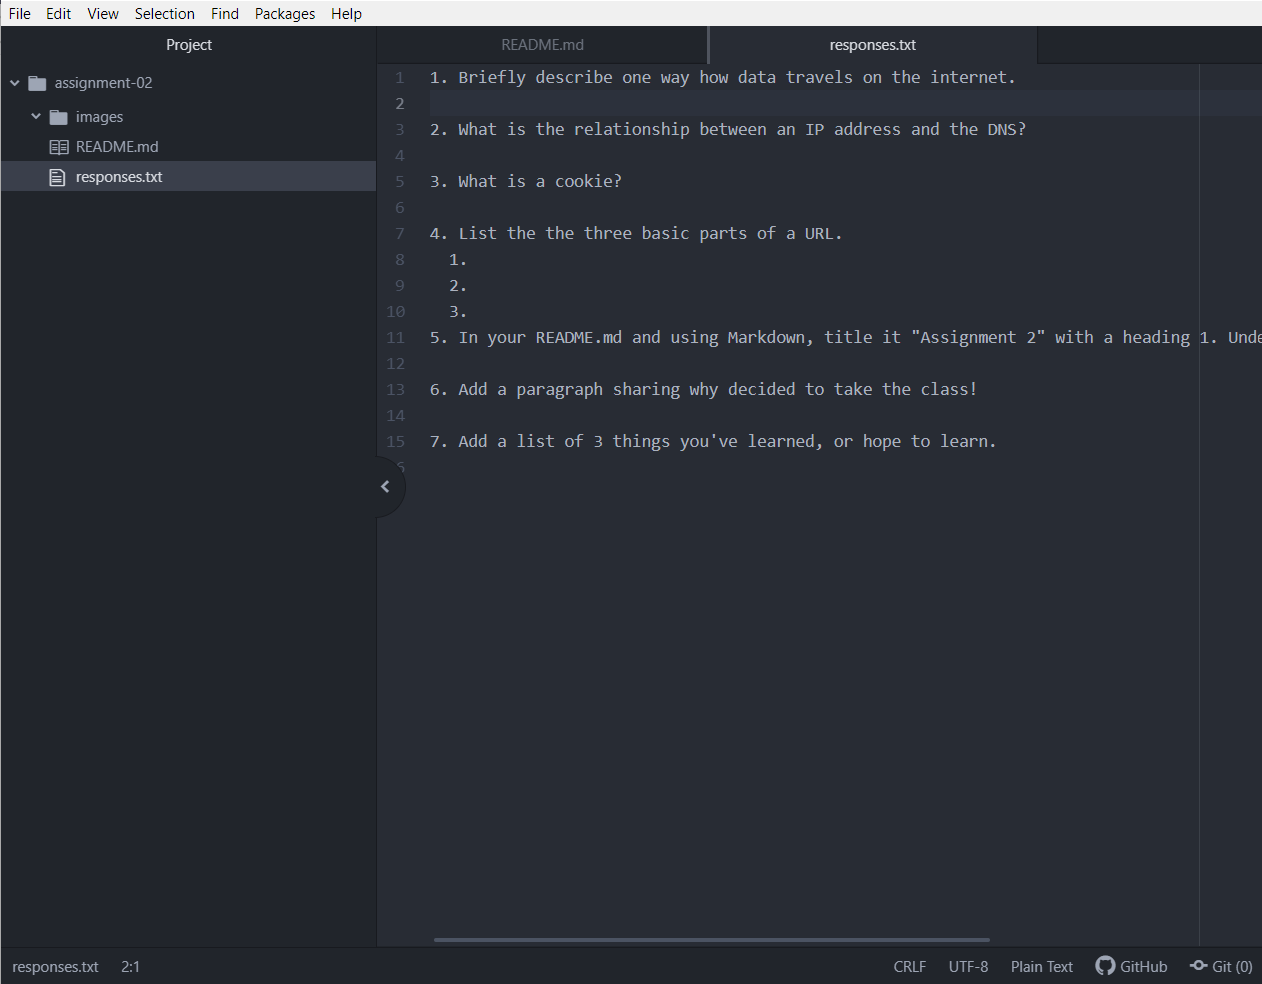 File Edit View Selection Find Packages Help
Project
README.md
responses.txt
assignment-02
images
README.md
responses.txt
1 1. Briefly describe one way how data travels on the internet.
2
3 2. What is the relationship between an IP address and the DNS?
4
5 3. What is a cookie?
6
7 4. List the the three basic parts of a URL.
8 1.
9 2.
10 3.
11 5. In your README.md and using Markdown, title it "Assignment 2" with a heading 1. Unde
12
13 6. Add a paragraph sharing why decided to take the class!
14
15 7. Add a list of 3 things you've learned, or hope to learn.
6
responses.txt 2:1 CRLF UTF-8 Plain Text GitHub Git (0)